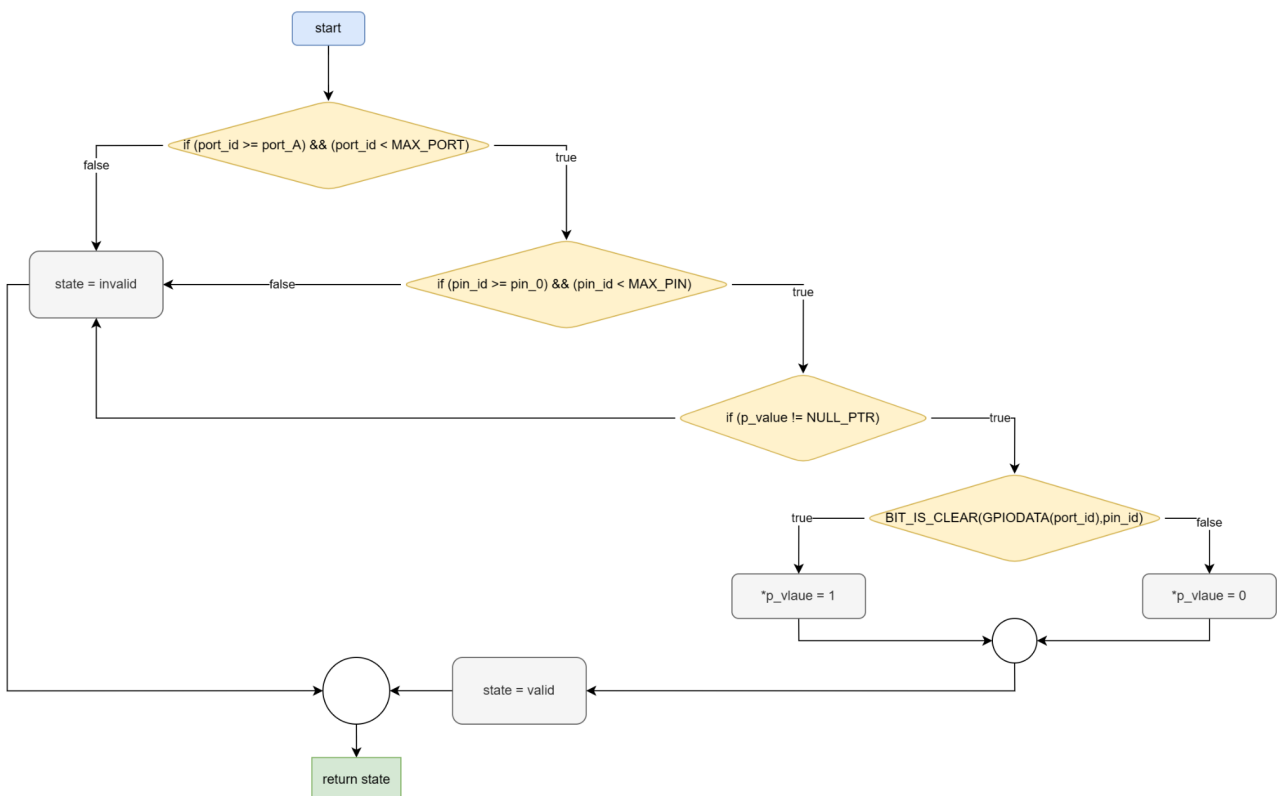 start
if (port_id >= port_A) && (port_id < MAX_PORT)
false
true
state = invalid
false
if (pin_id >= pin_0) && (pin_id < MAX_PIN)
true
if (p_value != NULL_PTR)
true
true
BIT_IS_CLEAR(GPIODATA(port_id),pin_id)
false
*p_vlaue = 1
*p_vlaue = 0
state = valid
return state